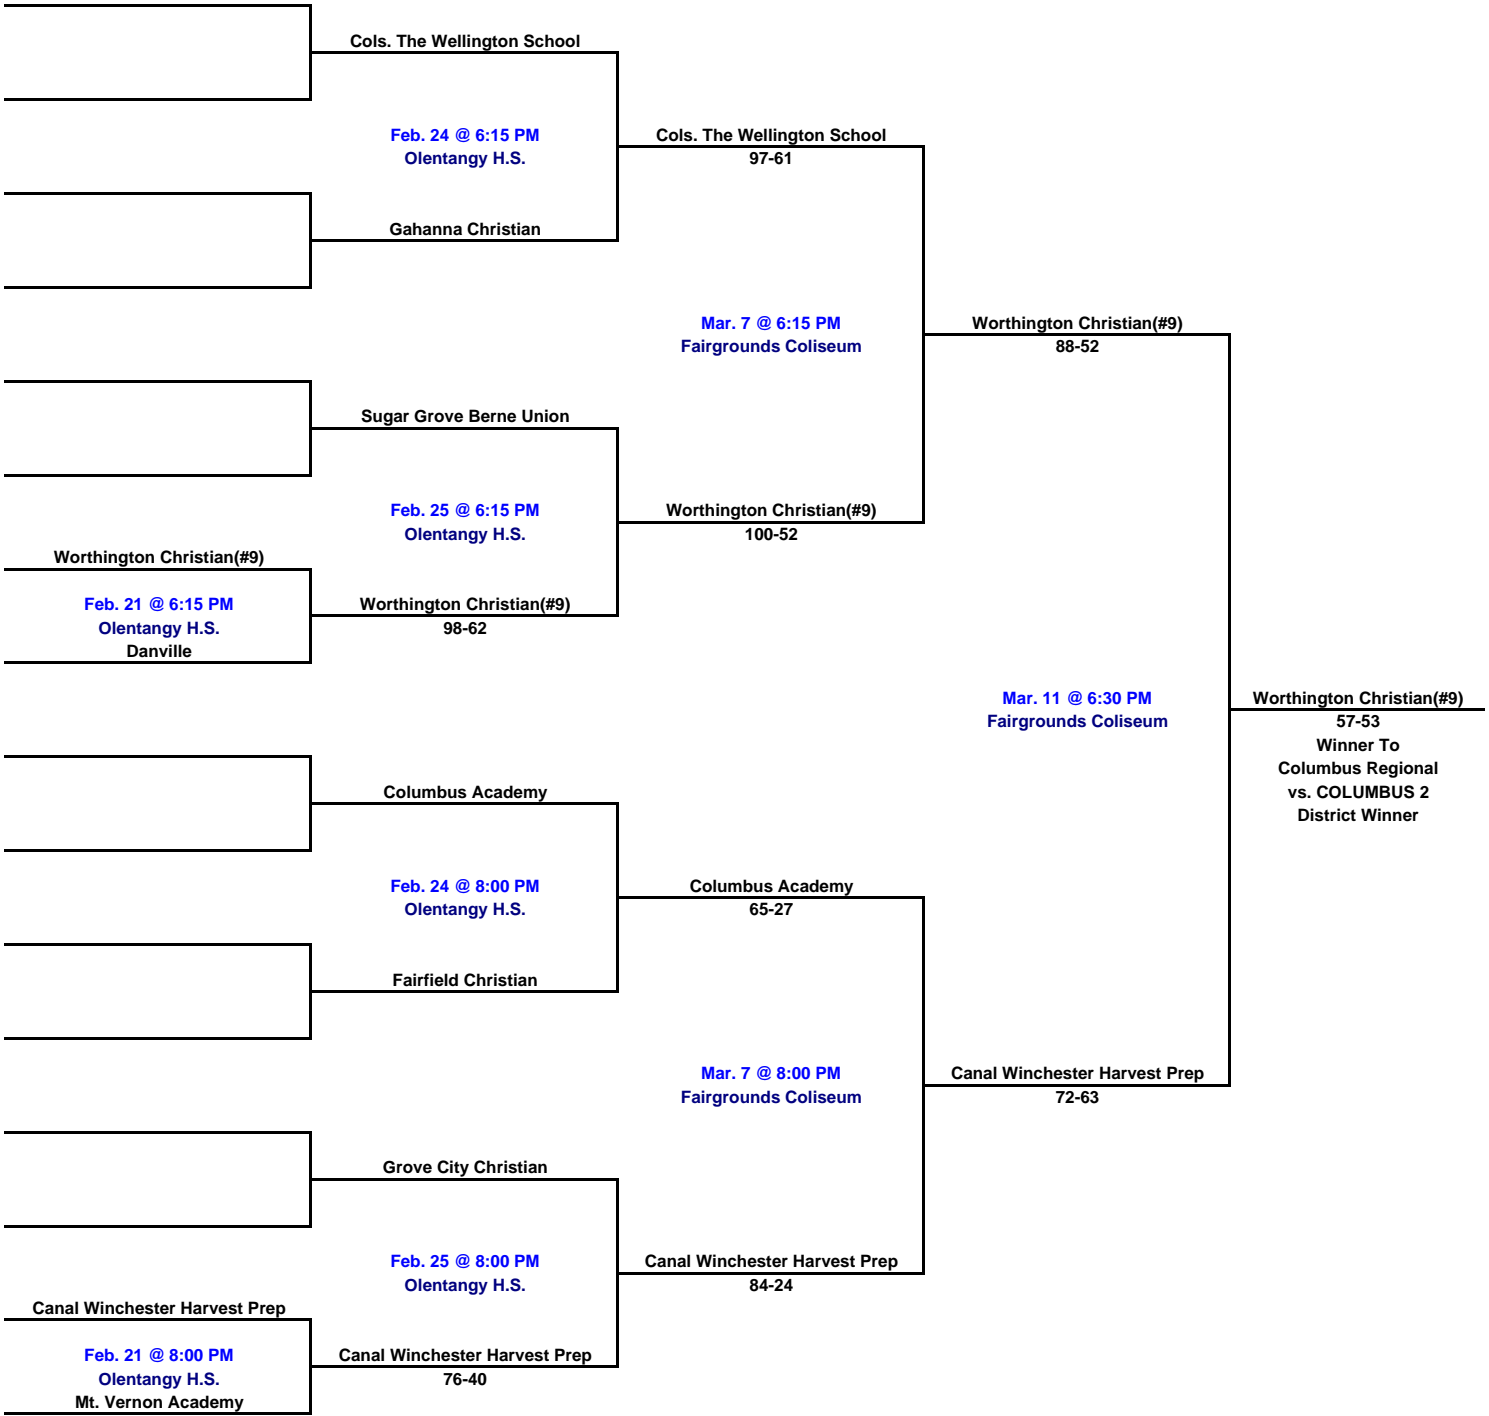 Cols. The Wellington School
Feb. 24 @ 6:15 PM
Olentangy H.S.
Cols. The Wellington School
97-61
Gahanna Christian
Mar. 7 @ 6:15 PM
Fairgrounds Coliseum
Worthington Christian(#9)
88-52
Sugar Grove Berne Union
Feb. 25 @ 6:15 PM
Olentangy H.S.
Worthington Christian(#9)
100-52
Worthington Christian(#9)
Feb. 21 @ 6:15 PM
Olentangy H.S.
Danville
Worthington Christian(#9)
98-62
Mar. 11 @ 6:30 PM
Fairgrounds Coliseum
Worthington Christian(#9)
57-53
Winner To
Columbus Regional
vs. COLUMBUS 2
District Winner
Columbus Academy
Feb. 24 @ 8:00 PM
Olentangy H.S.
Columbus Academy
65-27
Fairfield Christian
Mar. 7 @ 8:00 PM
Fairgrounds Coliseum
Canal Winchester Harvest Prep
72-63
Grove City Christian
Feb. 25 @ 8:00 PM
Olentangy H.S.
Canal Winchester Harvest Prep
84-24
Canal Winchester Harvest Prep
Feb. 21 @ 8:00 PM
Olentangy H.S.
Mt. Vernon Academy
Canal Winchester Harvest Prep
76-40